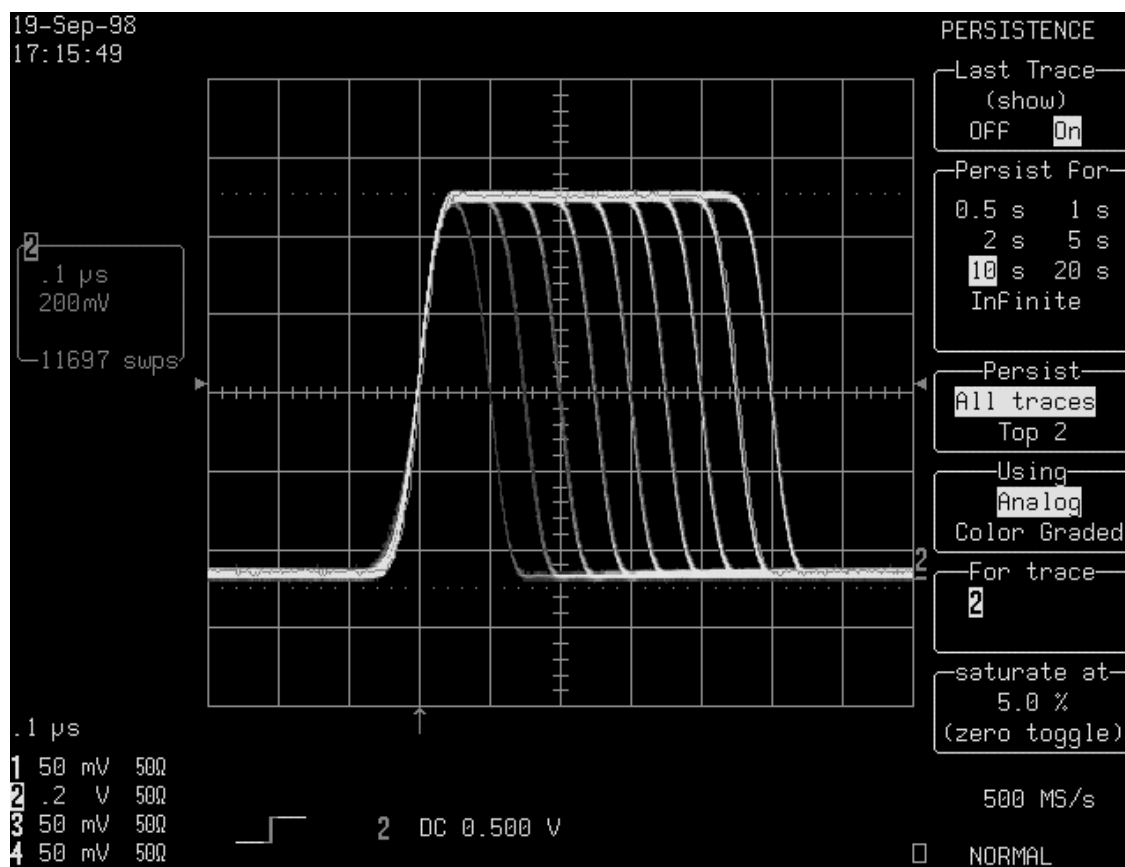 19-Sep-98
17:15:49
2
.1 µs
200mV
11697 swps
PERSISTENCE
Last Trace
(show)
OFF On
Persist For
0.5 s 1 s
2 s 5 s
10 s 20 s
Infinite
Persist
All traces
Top 2
Using
Analog
Color Graded
2
For trace
2
saturate at
5.0 %
(zero toggle)
.1 µs
1 50 mV 50Ω
2 .2 V 50Ω
3 50 mV 50Ω
4 50 mV 50Ω
2 DC 0.500 V
500 MS/s
NORMAL